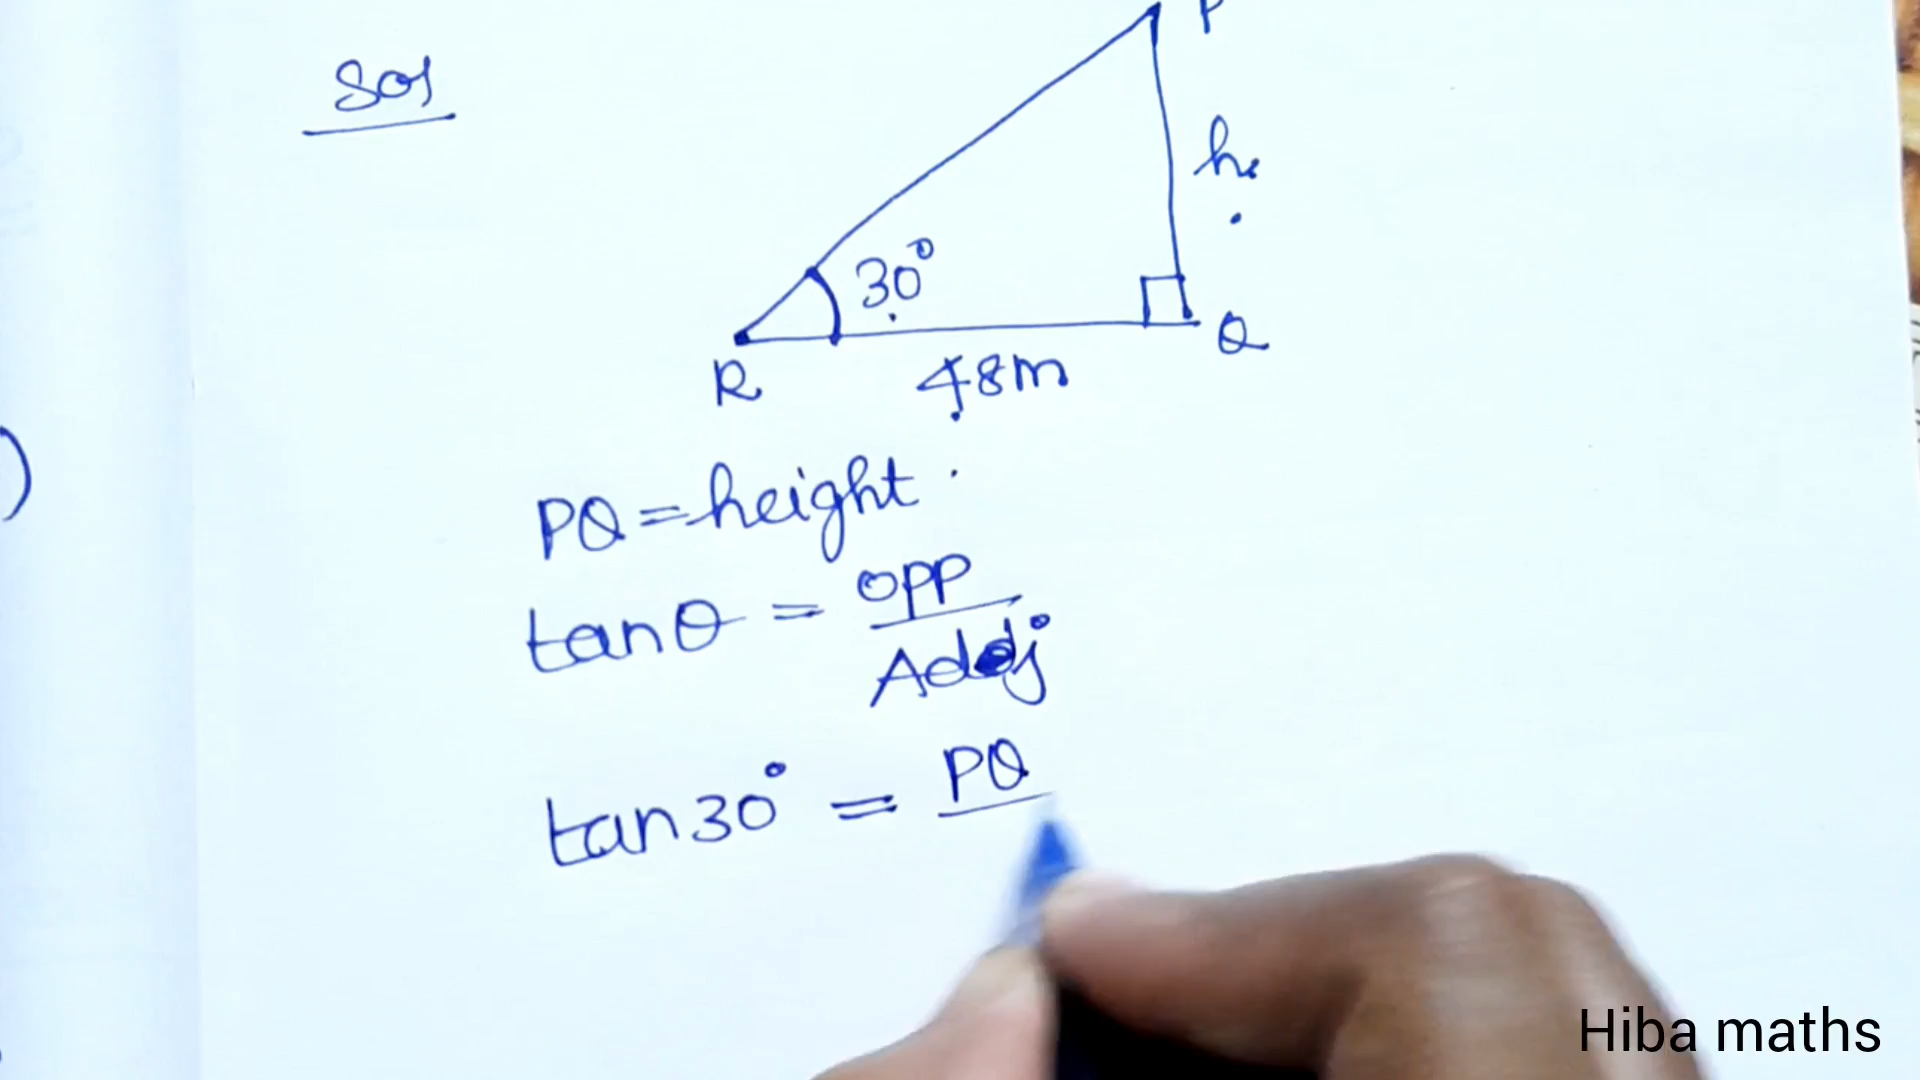 Sol
P
h
30°
R
Q
48m
PQ = height.
tanθ = opp
Adj
tan30° = PQ
Hiba maths